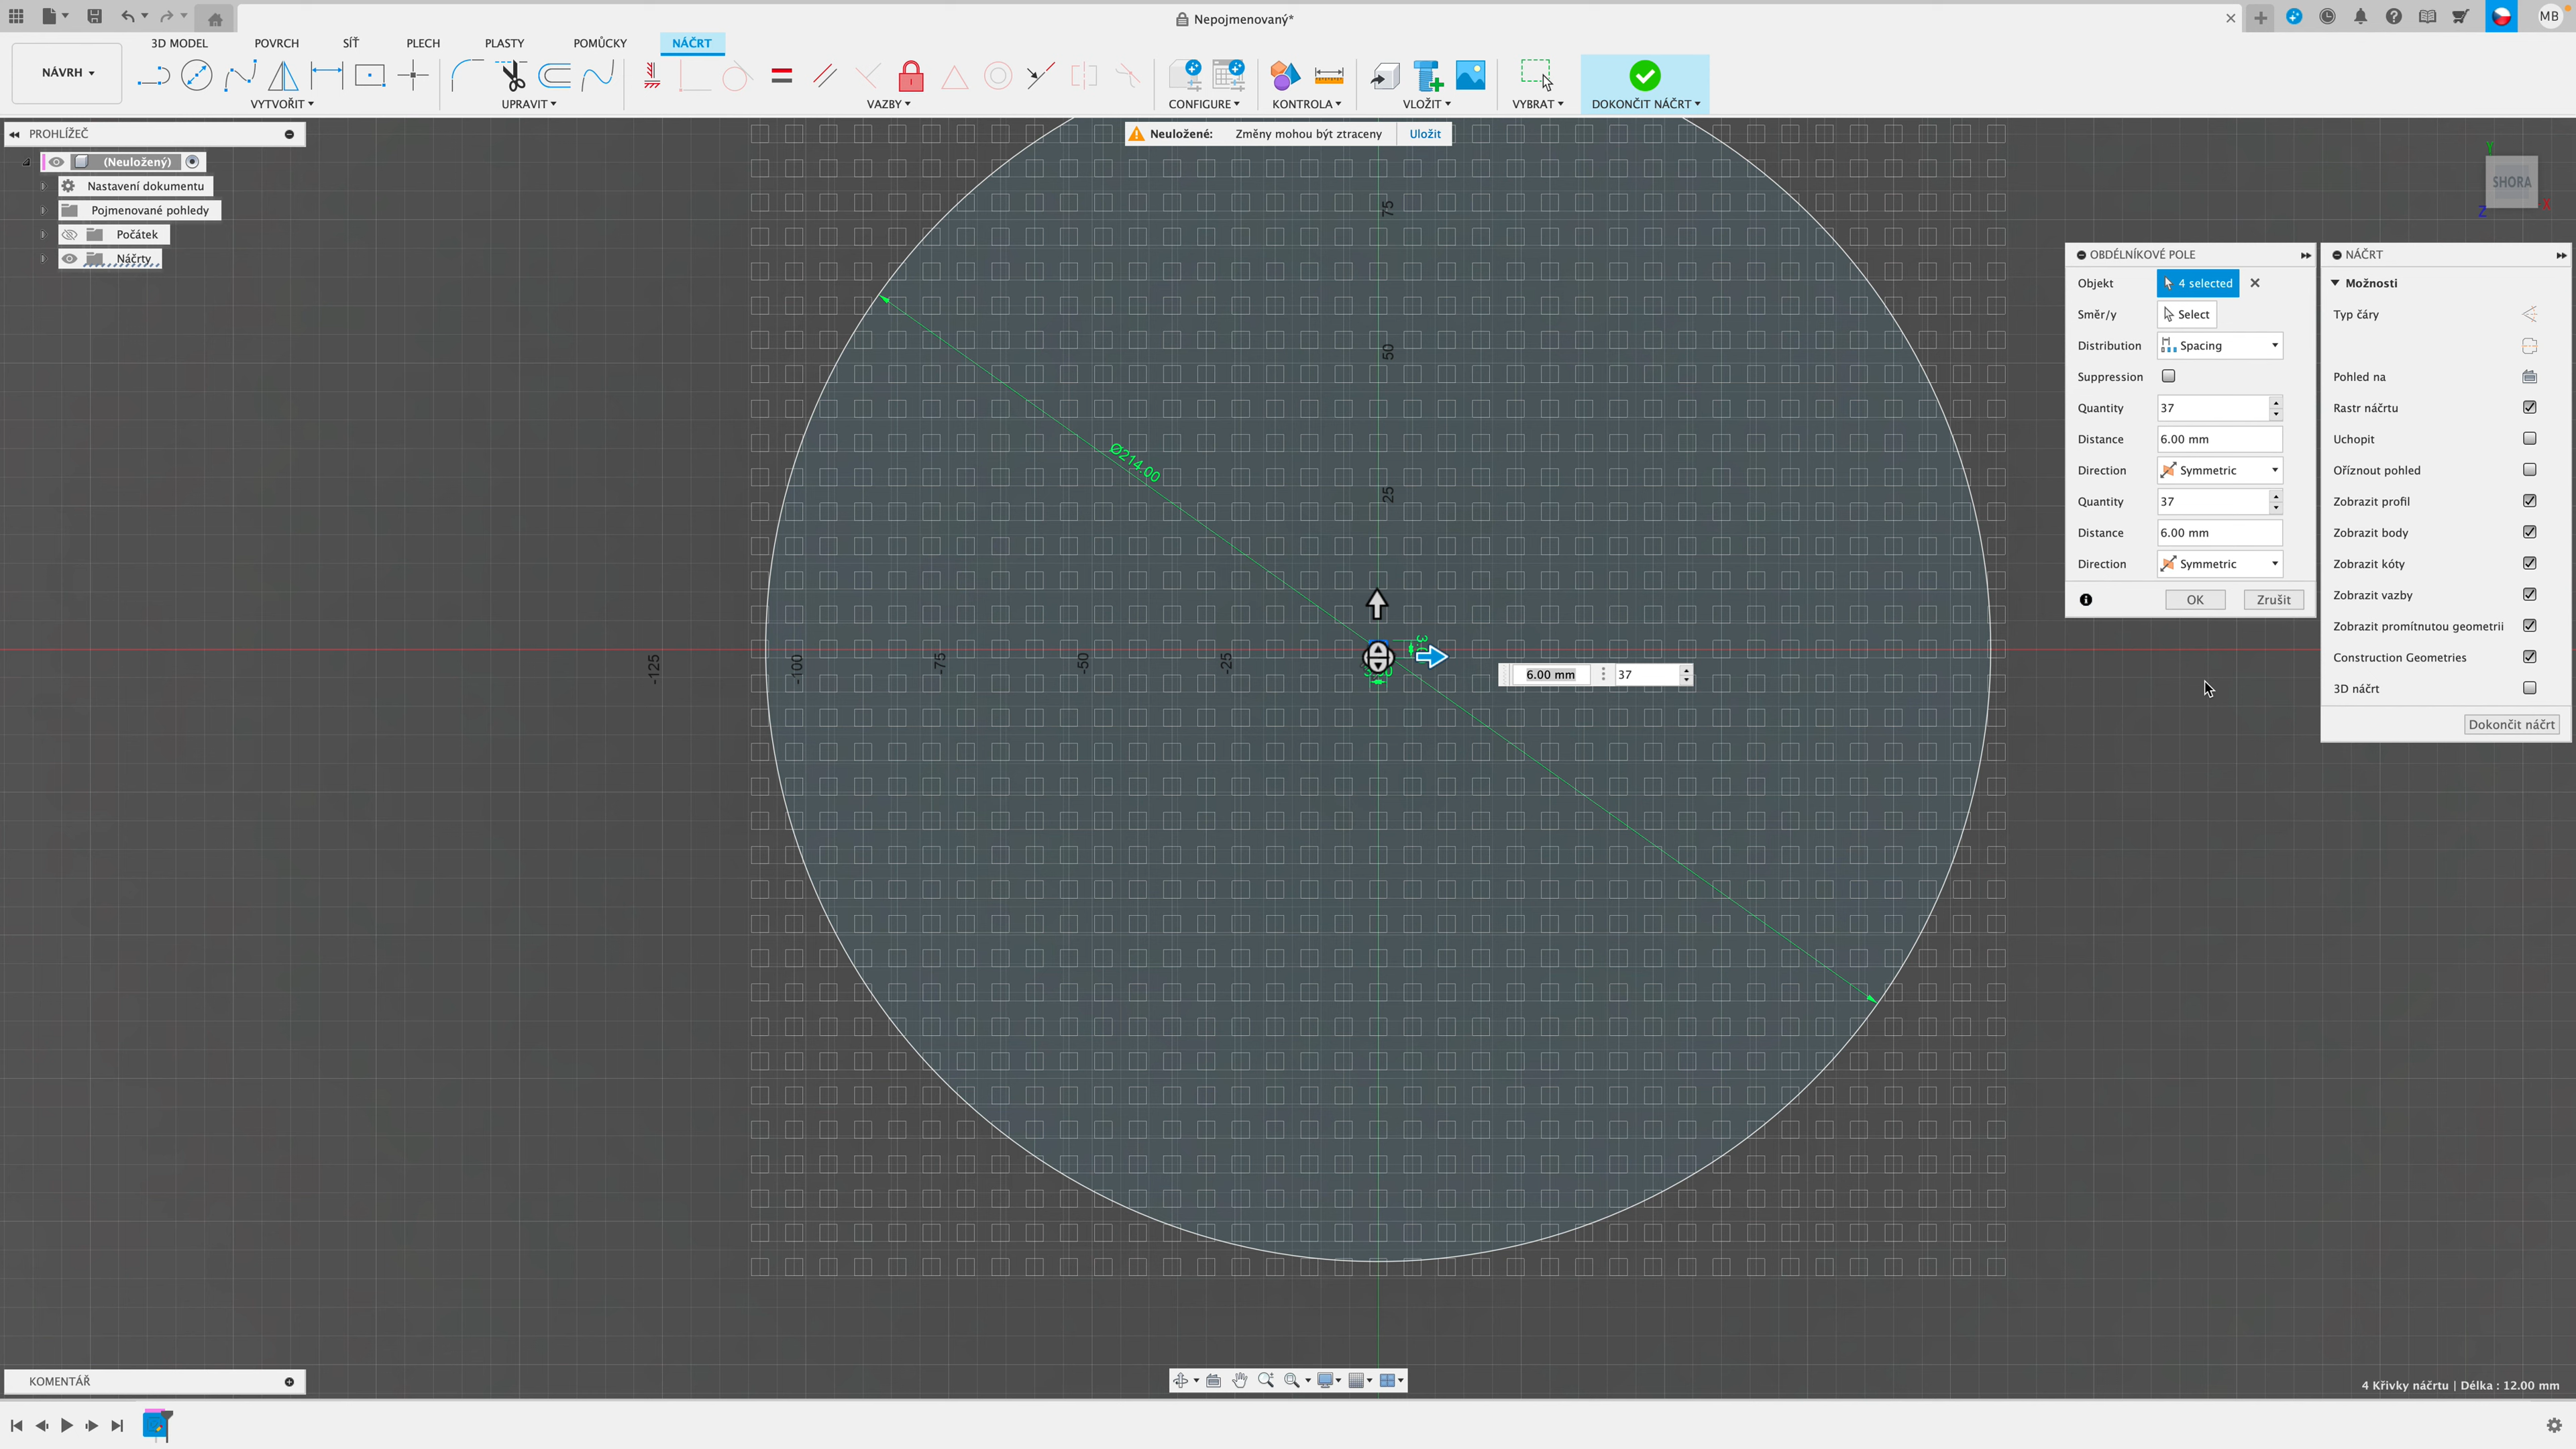 Nepojmenovaný*
MB
NÁVRH
3D MODEL
POVRCH
SÍŤ
PLECH
PLASTY
POMŮCKY
NÁČRT
VYTVOŘIT
UPRAVIT
VAZBY
CONFIGURE
KONTROLA
VLOŽIT
VYBRAT
DOKONČIT NÁČRT
PROHLÍŽEČ
Neuložené: Změny mohou být ztraceny Uložit
(Neuložený)
Nastavení dokumentu
Pojmenované pohledy
Počátek
Náčrty
Y
SHORA
Z
X
75
50
25
Ø214.00
-125
-100
-75
-50
-25
6.00 mm 37
OBDÉLNÍKOVÉ POLE
Objekt 4 selected
Směr/y Select
Distribution Spacing
Suppression
Quantity 37
Distance 6.00 mm
Direction Symmetric
Quantity 37
Distance 6.00 mm
Direction Symmetric
OK Zrušit
NÁČRT
Možnosti
Typ čáry
Pohled na
Rastr náčrtu
Uchopit
Oříznout pohled
Zobrazit profil
Zobrazit body
Zobrazit kóty
Zobrazit vazby
Zobrazit promítnutou geometrii
Construction Geometries
3D náčrt
Dokončit náčrt
KOMENTÁŘ
4 Křivky náčrtu | Délka : 12.00 mm